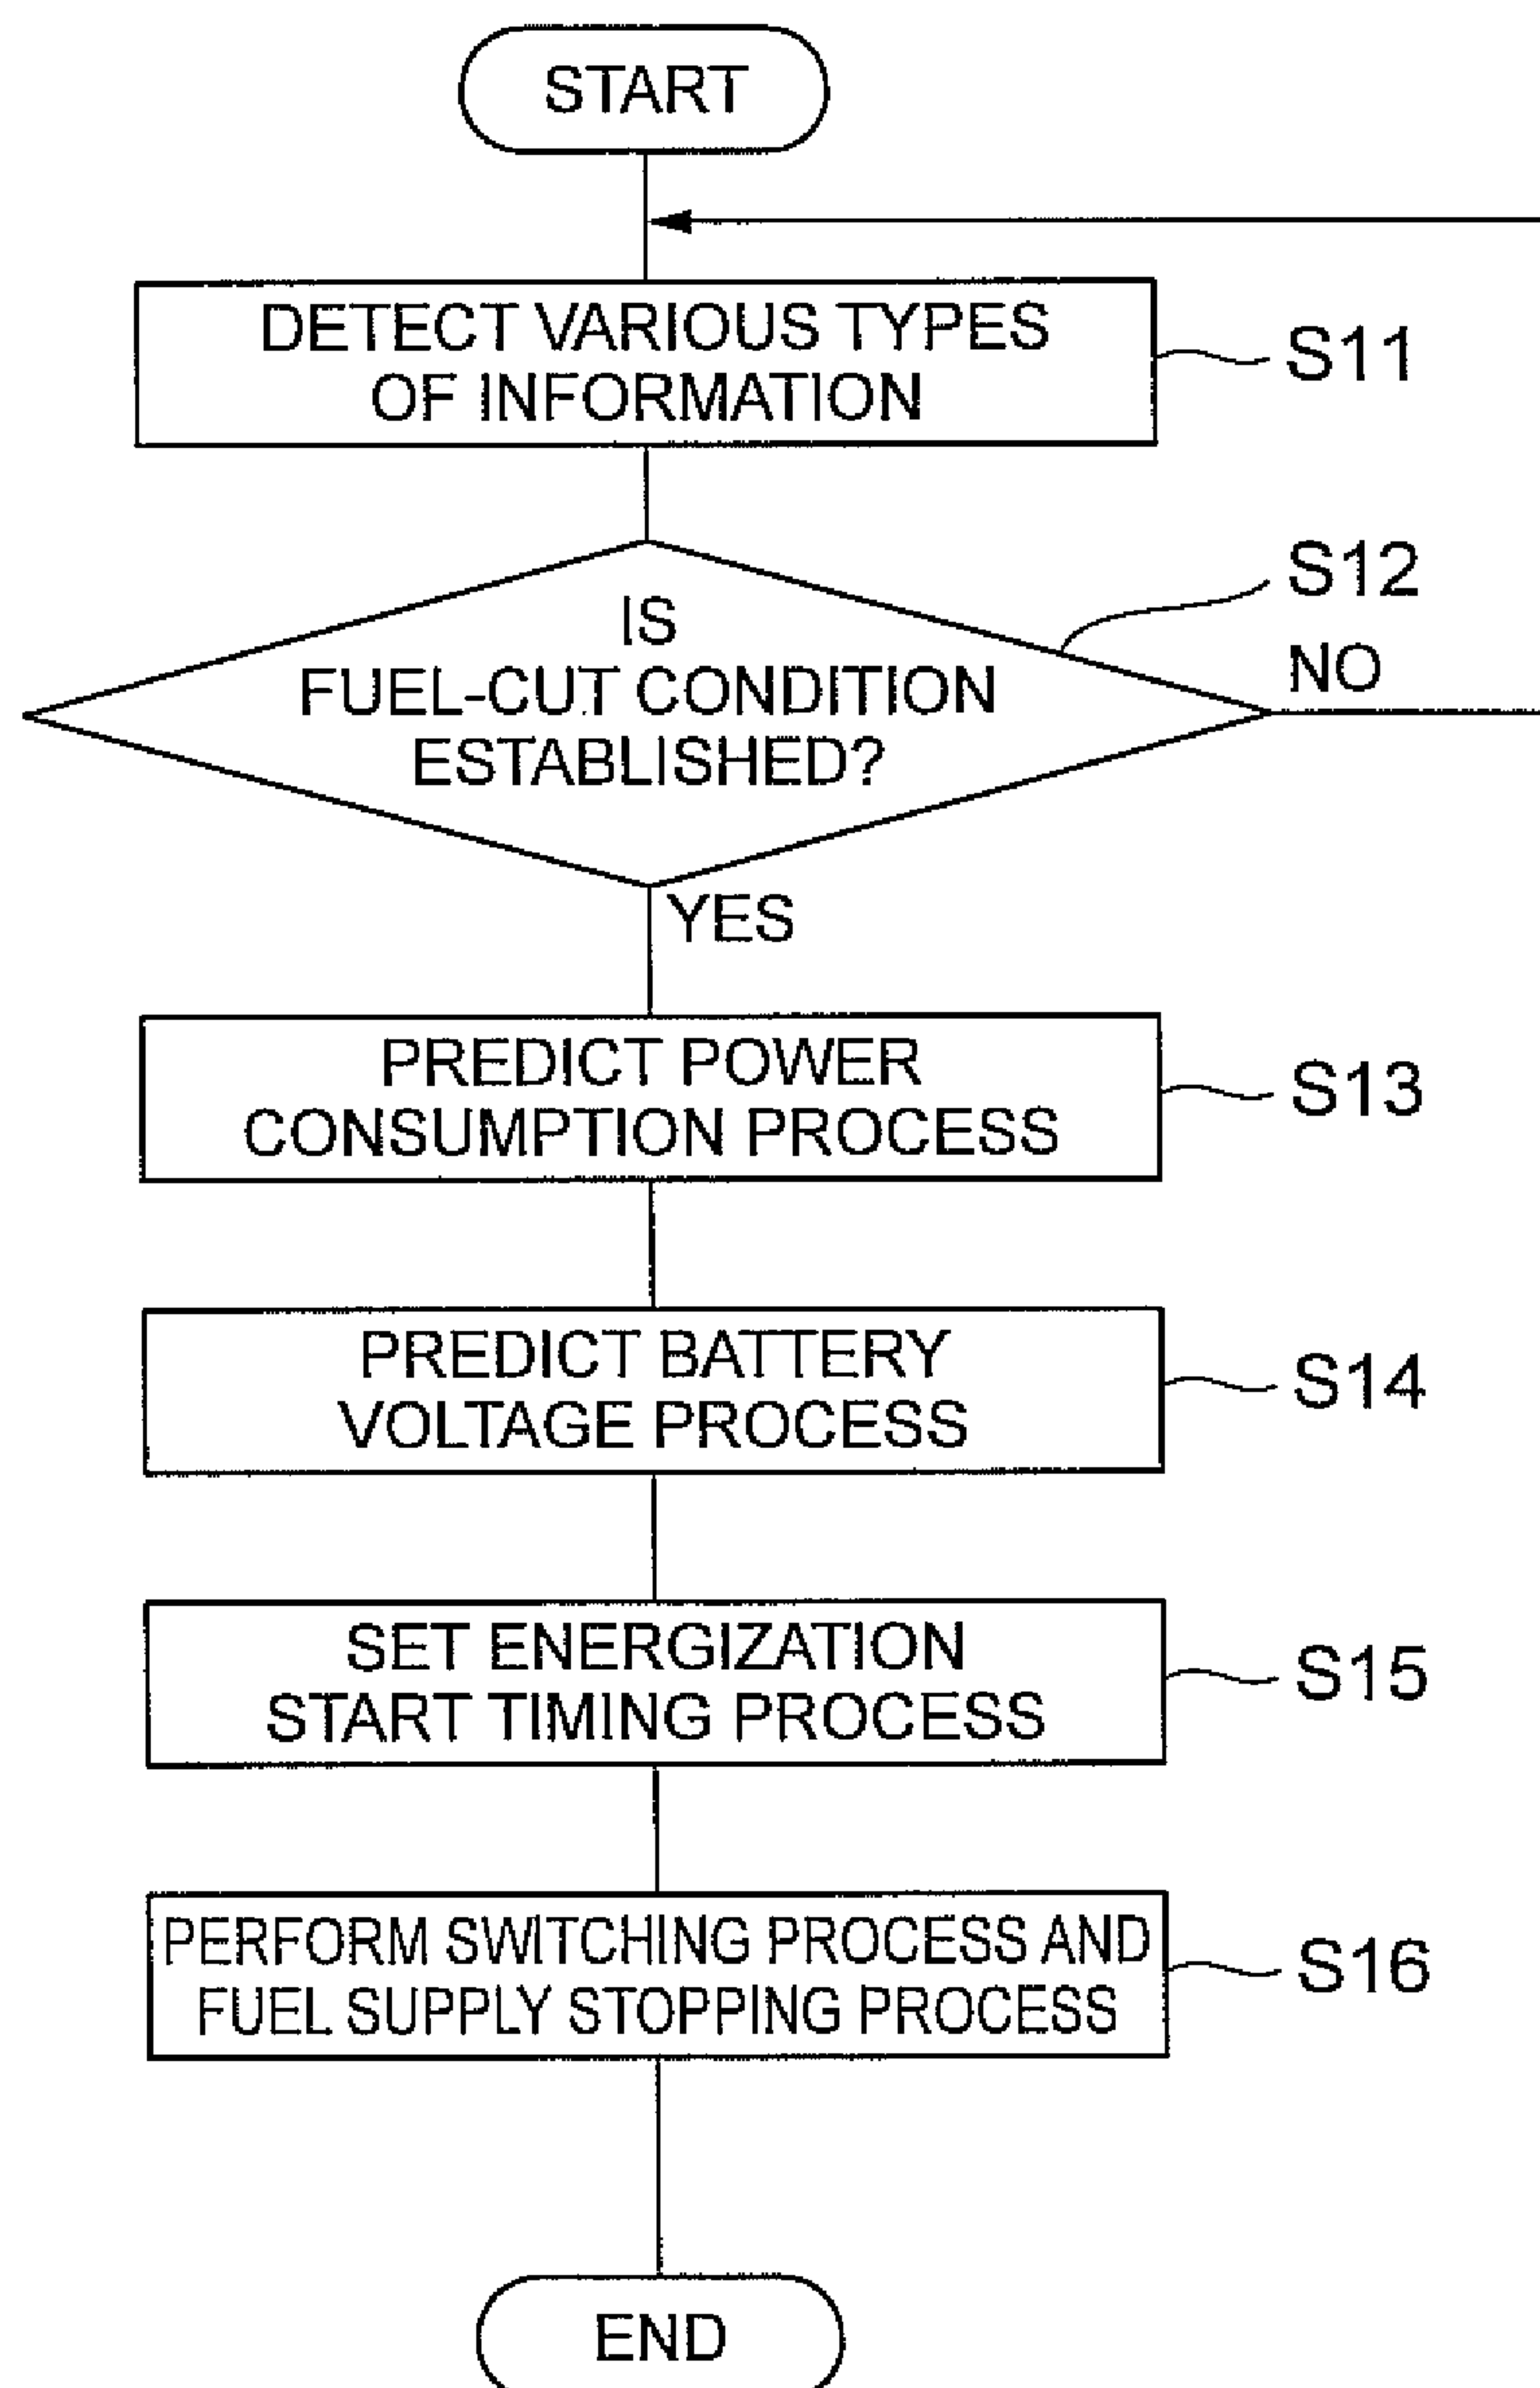 START
DETECT VARIOUS TYPES
OF INFORMATION
S11
IS
FUEL-CUT CONDITION
ESTABLISHED?
S12
NO
YES
PREDICT POWER
CONSUMPTION PROCESS
S13
PREDICT BATTERY
VOLTAGE PROCESS
S14
SET ENERGIZATION
START TIMING PROCESS
S15
PERFORM SWITCHING PROCESS AND
FUEL SUPPLY STOPPING PROCESS
S16
END